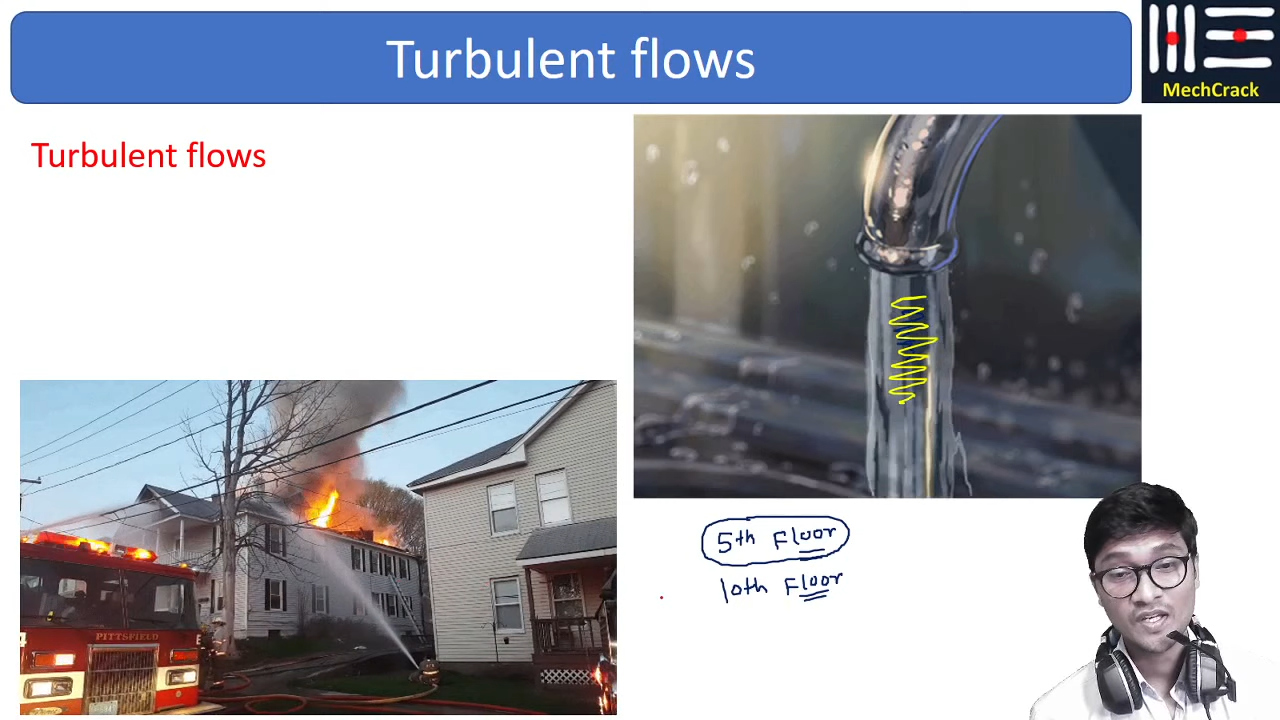 Turbulent flows
MechCrack
Turbulent flows
PITTSFIELD
5th Floor
10th Floor